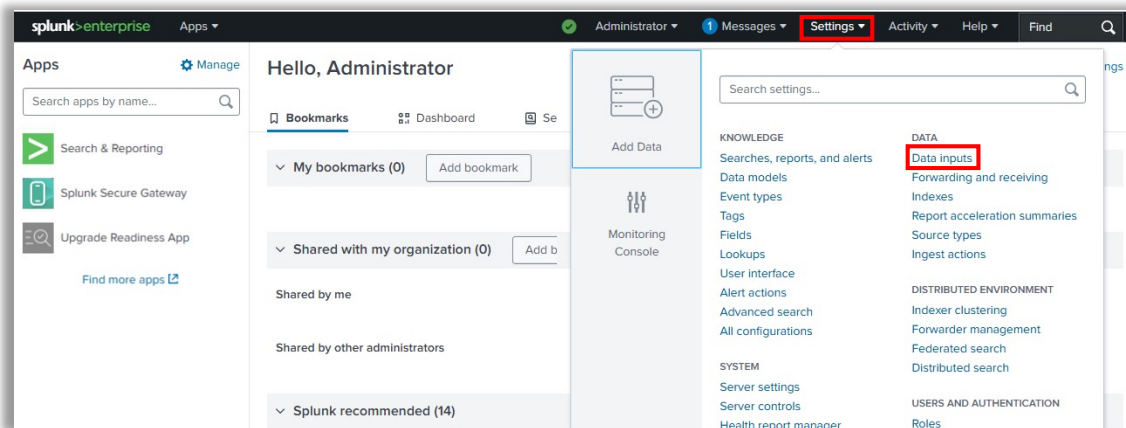 splunk>enterprise Apps ▾ Administrator ▾ 1 Messages ▾ Settings ▾ Activity ▾ Help ▾ Find
Apps Manage
Search apps by name...
Search & Reporting
Splunk Secure Gateway
Upgrade Readiness App
Find more apps
Hello, Administrator
Bookmarks Dashboard Se
My bookmarks (0) Add bookmark
Shared with my organization (0) Add b
Shared by me
Shared by other administrators
Splunk recommended (14)
Add Data
Monitoring
Console
ngs
Search settings...
KNOWLEDGE
Searches, reports, and alerts
Data models
Event types
Tags
Fields
Lookups
User interface
Alert actions
Advanced search
All configurations
SYSTEM
Server settings
Server controls
Health report manager
DATA
Data inputs
Forwarding and receiving
Indexes
Report acceleration summaries
Source types
Ingest actions
DISTRIBUTED ENVIRONMENT
Indexer clustering
Forwarder management
Federated search
Distributed search
USERS AND AUTHENTICATION
Roles